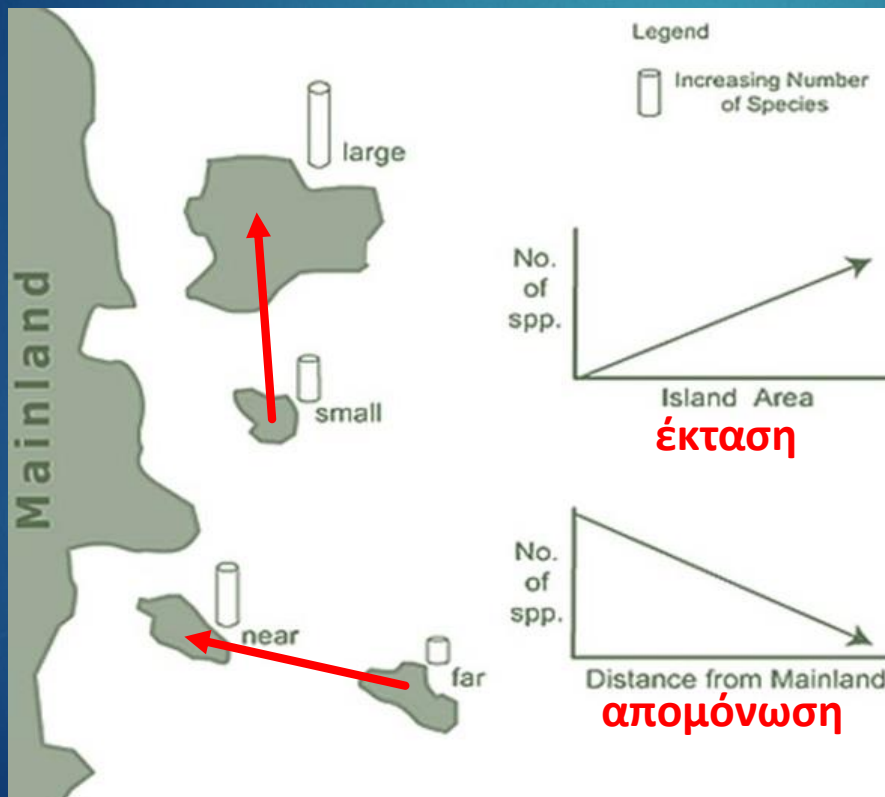 Legend
Increasing Number
of Species
large
Mainland
small
No.
of
spp.
Island Area
έκταση
near
far
No.
of
spp.
Distance from Mainland
απομόνωση